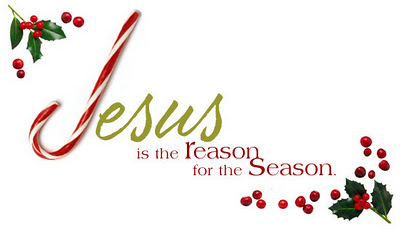 Jesus
is the reason
for the Season.